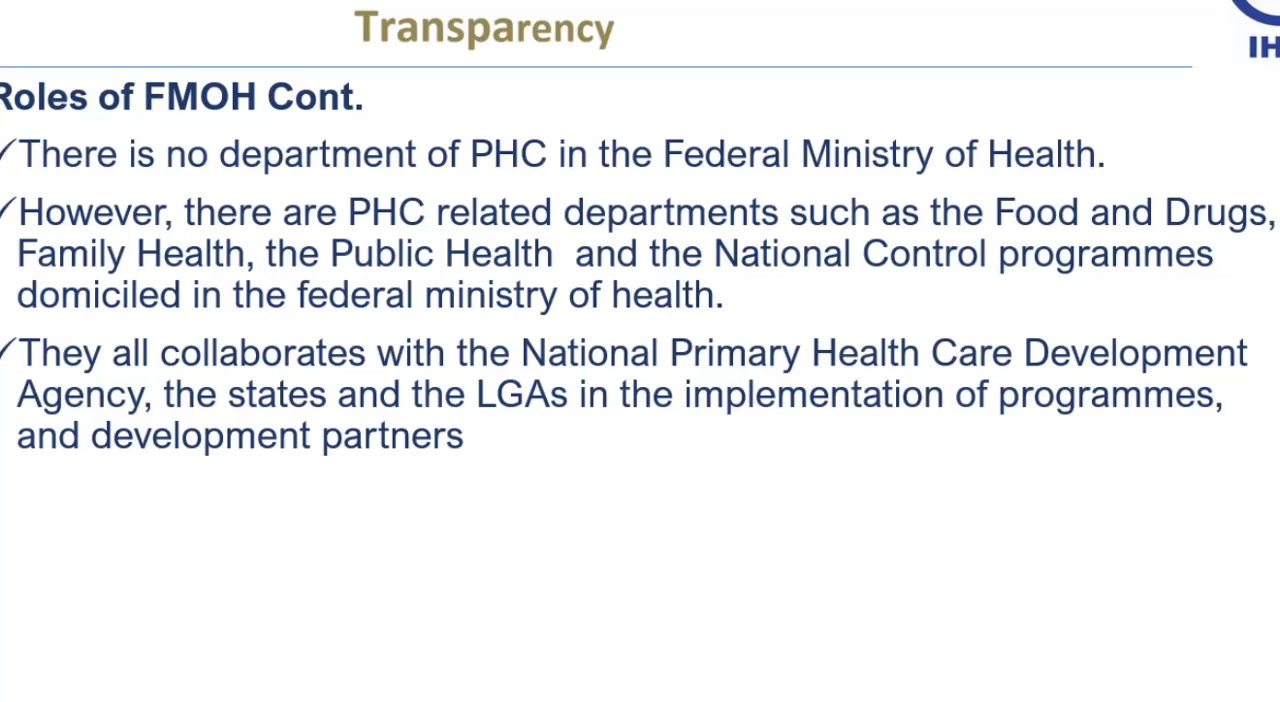 Transparency
IH
Roles of FMOH Cont.
✓There is no department of PHC in the Federal Ministry of Health.
✓However, there are PHC related departments such as the Food and Drugs,
Family Health, the Public Health  and the National Control programmes
domiciled in the federal ministry of health.
✓They all collaborates with the National Primary Health Care Development
Agency, the states and the LGAs in the implementation of programmes,
and development partners